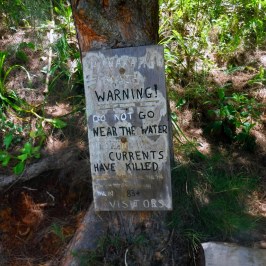 WARNING!
DO NOT GO
NEAR THE WATER
CURRENTS
HAVE KILLED
VISITORS